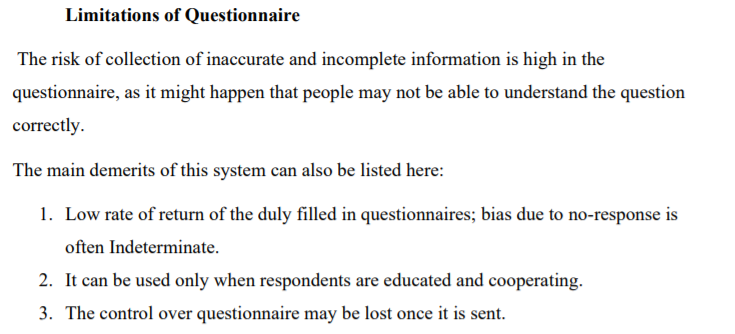 Limitations of Questionnaire
The risk of collection of inaccurate and incomplete information is high in the
questionnaire, as it might happen that people may not be able to understand the question
correctly.
The main demerits of this system can also be listed here:
1. Low rate of return of the duly filled in questionnaires; bias due to no-response is
often Indeterminate.
2. It can be used only when respondents are educated and cooperating.
3. The control over questionnaire may be lost once it is sent.